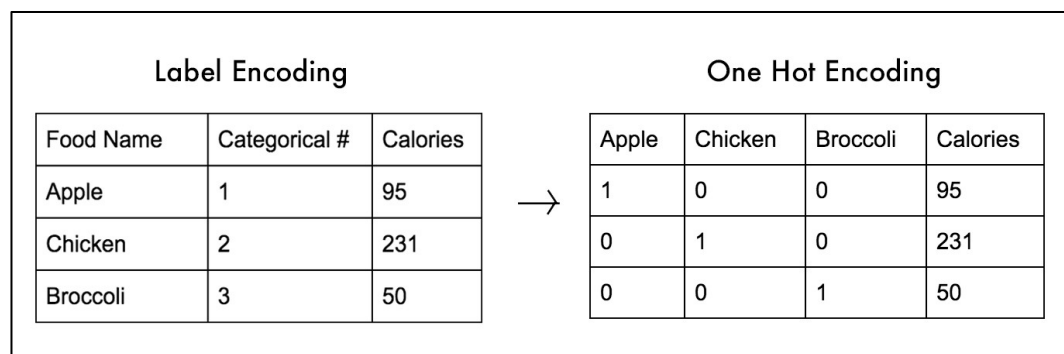 Label Encoding
Food Name Categorical # Calories
Apple 1 95
Chicken 2 231
Broccoli 3 50
→
One Hot Encoding
Apple Chicken Broccoli Calories
1 0 0 95
0 1 0 231
0 0 1 50